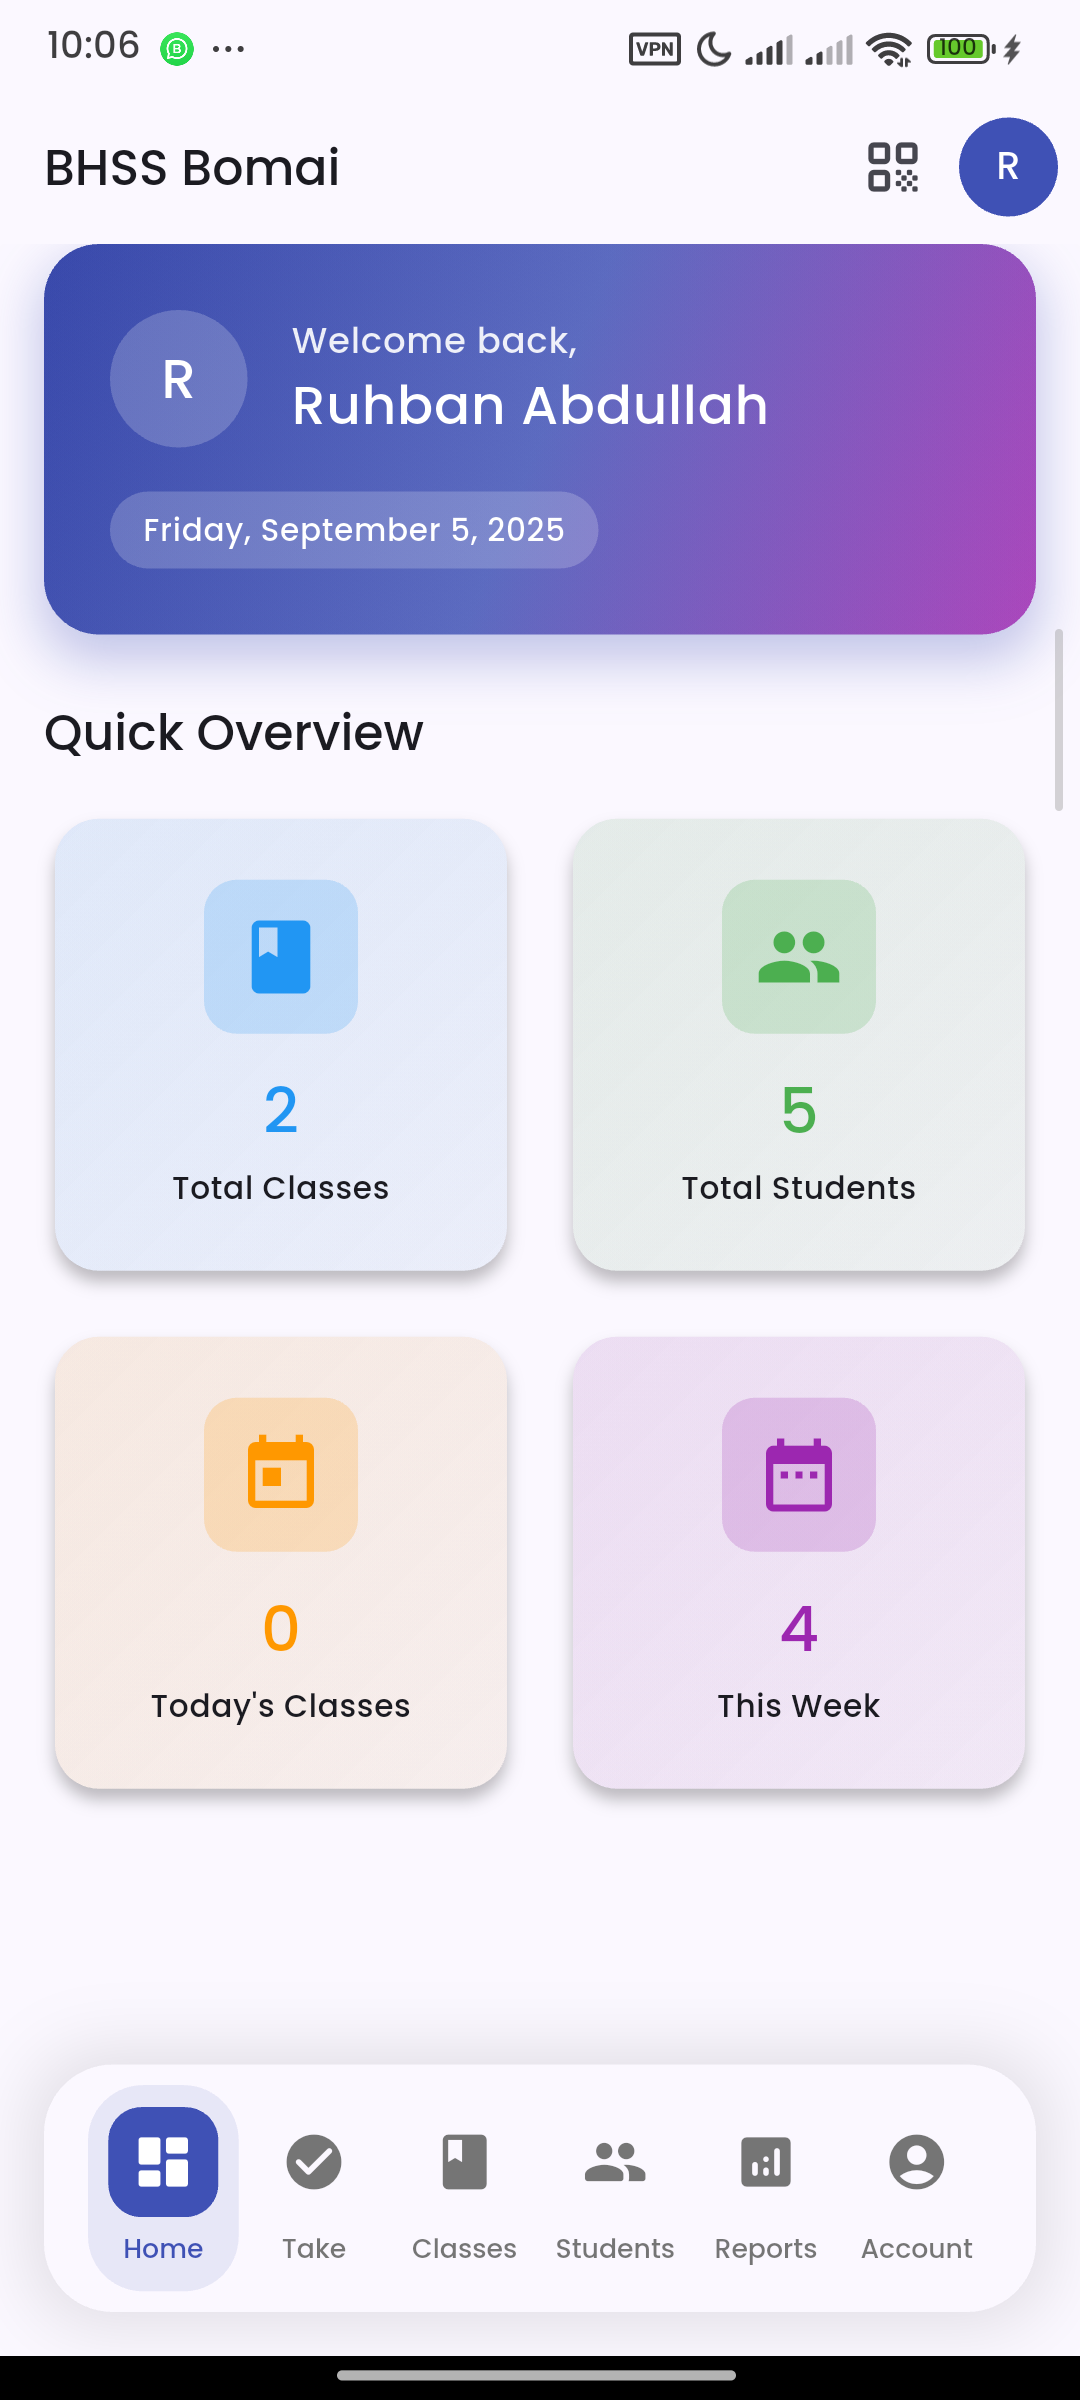 10:06
VPN
100
BHSS Bomai
R
R
Welcome back,
Ruhban Abdullah
Friday, September 5, 2025
Quick Overview
2
Total Classes
5
Total Students
0
Today's Classes
4
This Week
Home
Take
Classes
Students
Reports
Account